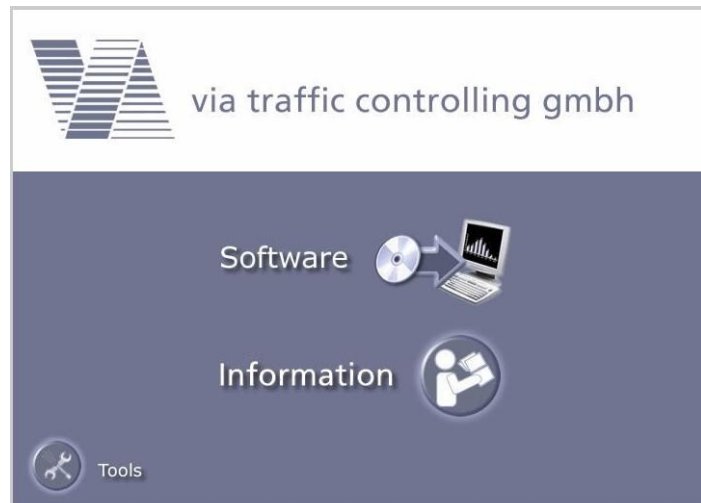 via traffic controlling gmbh
Software
Information
Tools